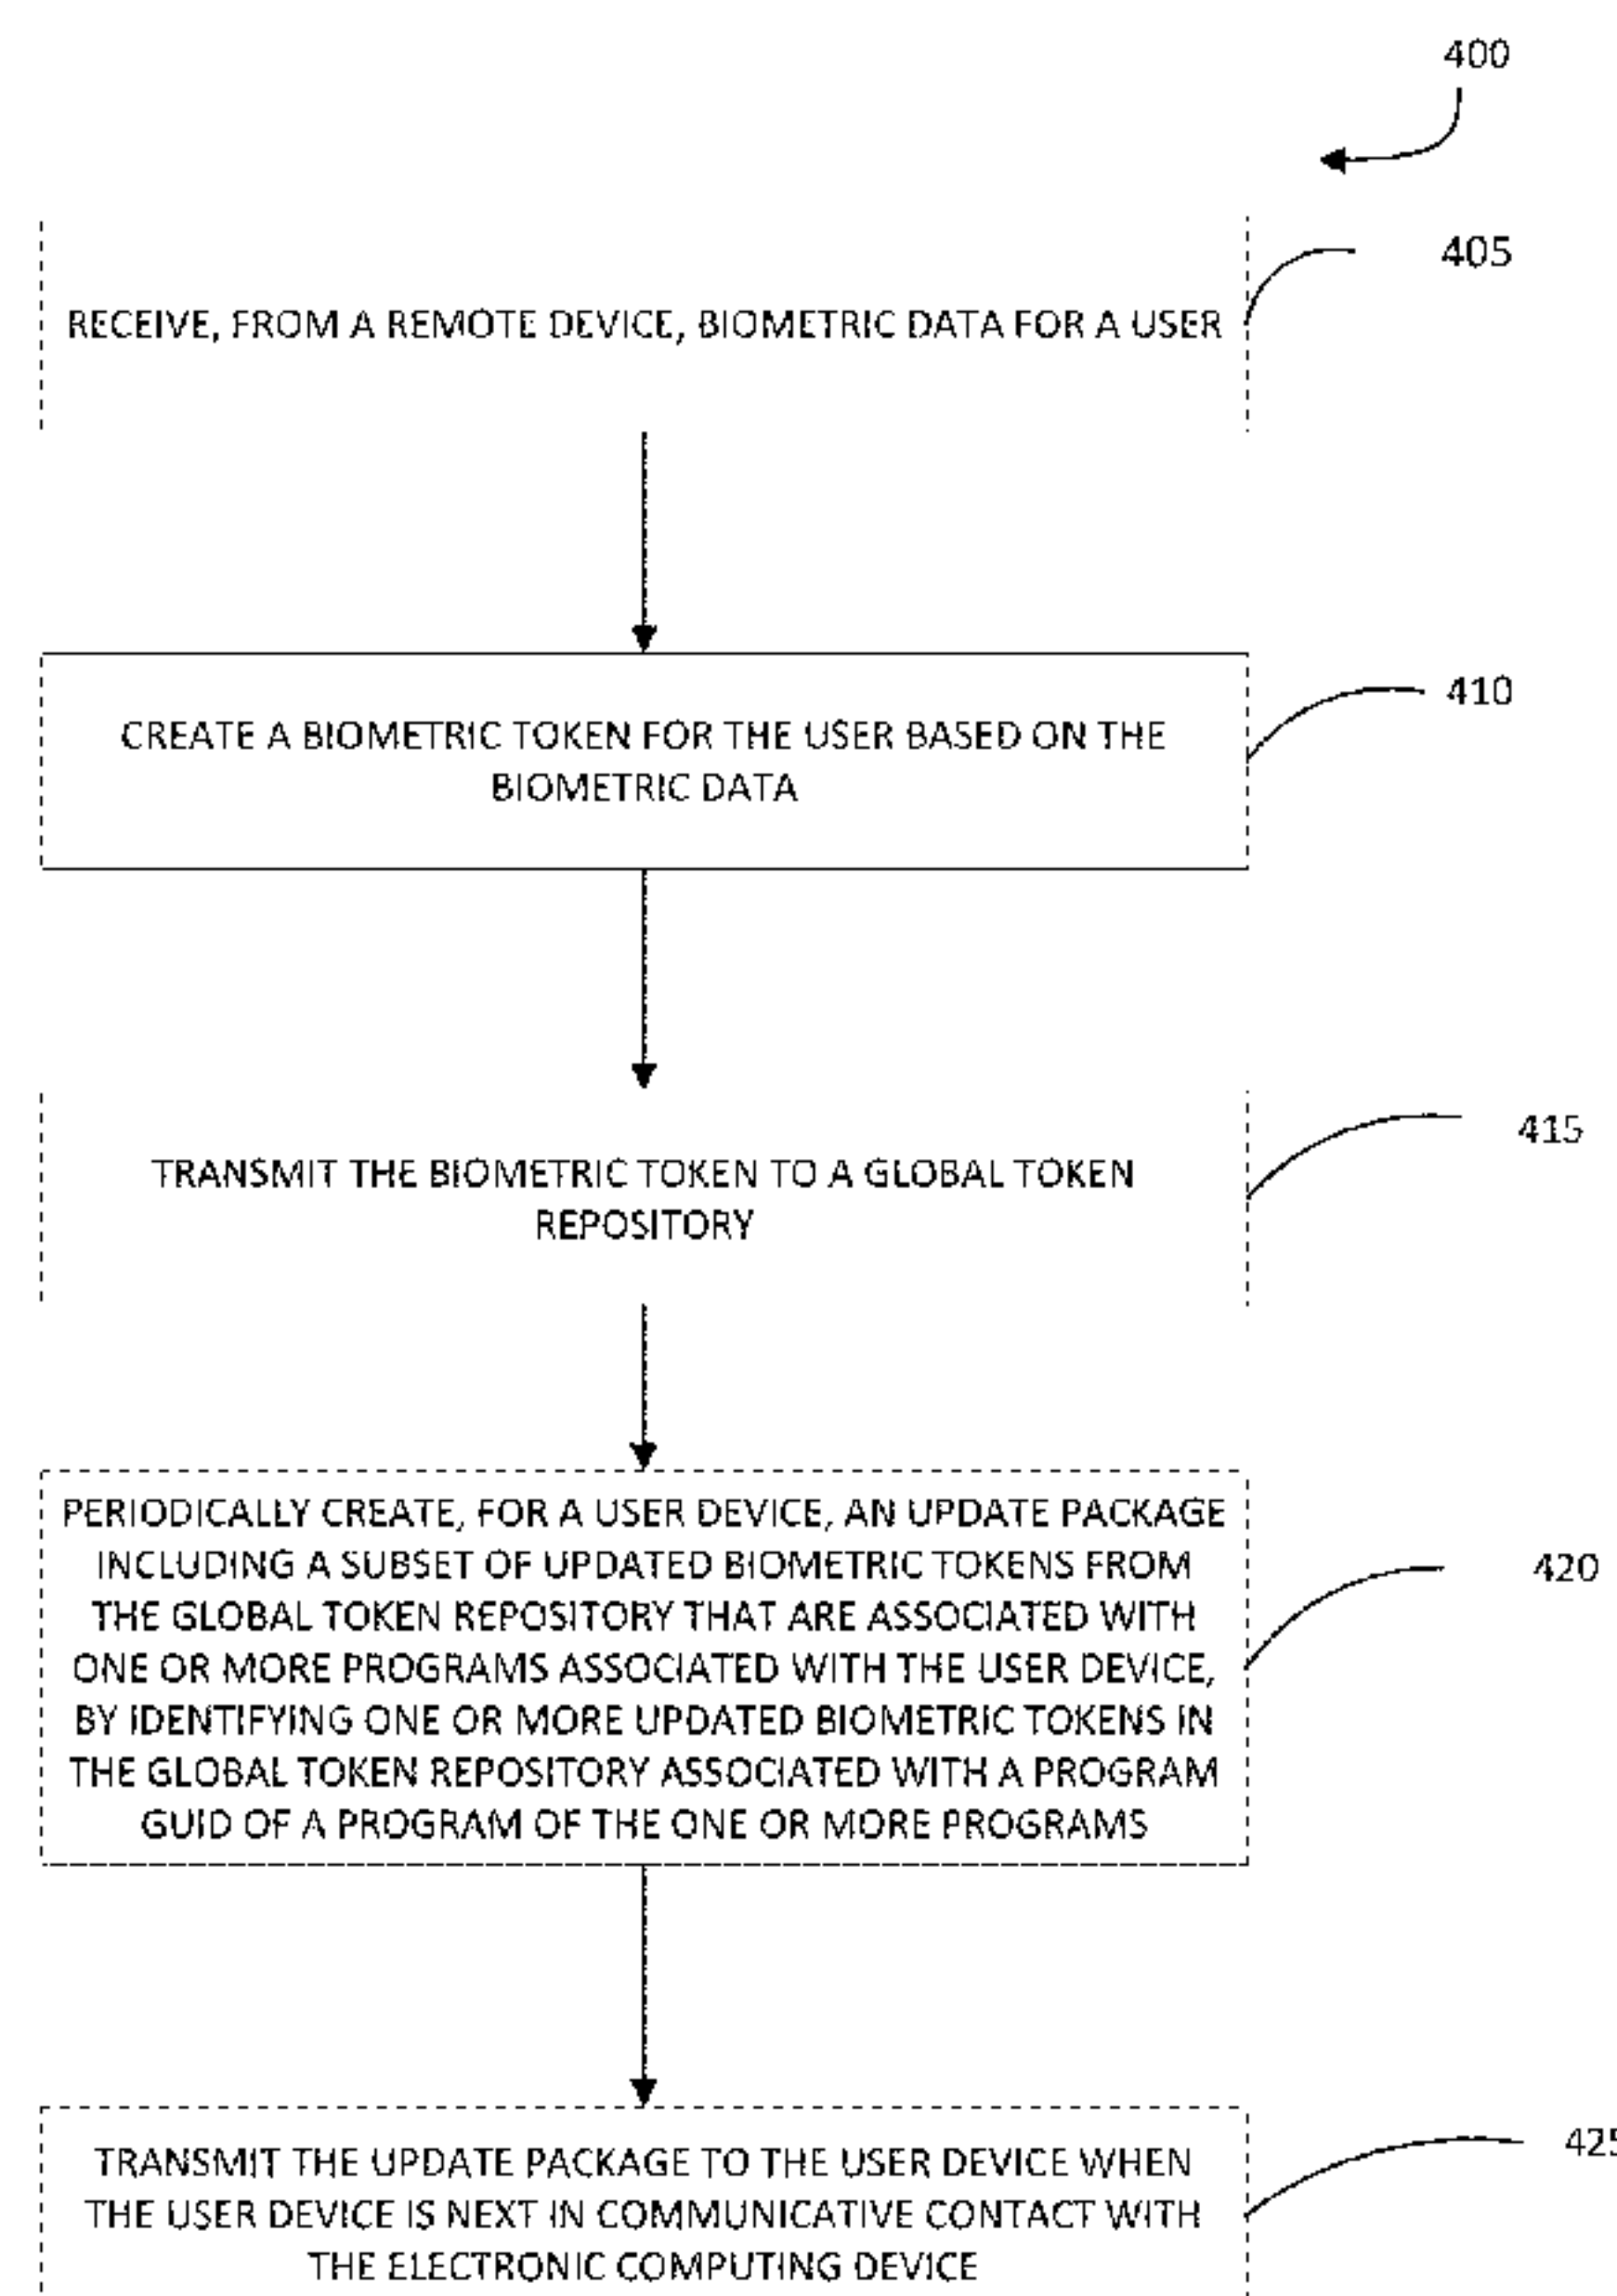 400
405
RECEIVE, FROM A REMOTE DEVICE, BIOMETRIC DATA FOR A USER
410
CREATE A BIOMETRIC TOKEN FOR THE USER BASED ON THE
BIOMETRIC DATA
415
TRANSMIT THE BIOMETRIC TOKEN TO A GLOBAL TOKEN
REPOSITORY
PERIODICALLY CREATE, FOR A USER DEVICE, AN UPDATE PACKAGE
INCLUDING A SUBSET OF UPDATED BIOMETRIC TOKENS FROM
420
THE GLOBAL TOKEN REPOSITORY THAT ARE ASSOCIATED WITH
ONE OR MORE PROGRAMS ASSOCIATED WITH THE USER DEVICE,
BY IDENTIFYING ONE OR MORE UPDATED BIOMETRIC TOKENS IN
THE GLOBAL TOKEN REPOSITORY ASSOCIATED WITH A PROGRAM
GUID OF A PROGRAM OF THE ONE OR MORE PROGRAMS
425
TRANSMIT THE UPDATE PACKAGE TO THE USER DEVICE WHEN
THE USER DEVICE IS NEXT IN COMMUNICATIVE CONTACT WITH
THE ELECTRONIC COMPUTING DEVICE